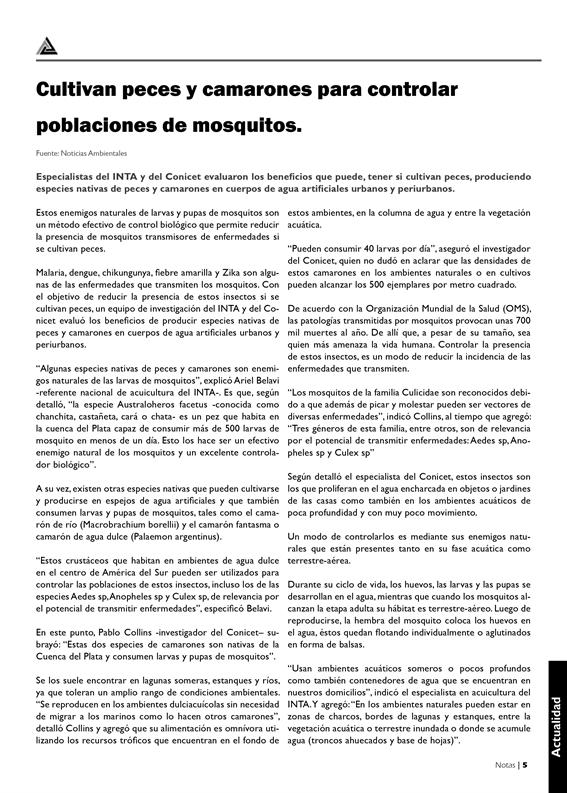 Cultivan peces y camarones para controlar
poblaciones de mosquitos.
Fuente: Noticias Ambientales
Especialistas del INTA y del Conicet evaluaron los beneficios que puede, tener si cultivan peces, produciendo
especies nativas de peces y camarones en cuerpos de agua artificiales urbanos y periurbanos.
Estos enemigos naturales de larvas y pupas de mosquitos son
un método efectivo de control biológico que permite reducir
la presencia de mosquitos transmisores de enfermedades si
se cultivan peces.
Malaria, dengue, chikungunya, fiebre amarilla y Zika son algu-
nas de las enfermedades que transmiten los mosquitos. Con
el objetivo de reducir la presencia de estos insectos si se
cultivan peces, un equipo de investigación del INTA y del Co-
nicet evaluó los beneficios de producir especies nativas de
peces y camarones en cuerpos de agua artificiales urbanos y
periurbanos.
“Algunas especies nativas de peces y camarones son enemi-
gos naturales de las larvas de mosquitos”, explicó Ariel Belavi
-referente nacional de acuicultura del INTA-. Es que, según
detalló, “la especie Australoheros facetus -conocida como
chanchita, castañeta, cará o chata- es un pez que habita en
la cuenca del Plata capaz de consumir más de 500 larvas de
mosquito en menos de un día. Esto los hace ser un efectivo
enemigo natural de los mosquitos y un excelente controla-
dor biológico”.
A su vez, existen otras especies nativas que pueden cultivarse
y producirse en espejos de agua artificiales y que también
consumen larvas y pupas de mosquitos, tales como el cama-
rón de río (Macrobrachium borellii) y el camarón fantasma o
camarón de agua dulce (Palaemon argentinus).
“Estos crustáceos que habitan en ambientes de agua dulce
en el centro de América del Sur pueden ser utilizados para
controlar las poblaciones de estos insectos, incluso los de las
especies Aedes sp, Anopheles sp y Culex sp, de relevancia por
el potencial de transmitir enfermedades”, especificó Belavi.
En este punto, Pablo Collins -investigador del Conicet– su-
brayó: “Estas dos especies de camarones son nativas de la
Cuenca del Plata y consumen larvas y pupas de mosquitos”.
Se los suele encontrar en lagunas someras, estanques y ríos,
ya que toleran un amplio rango de condiciones ambientales.
“Se reproducen en los ambientes dulciacuícolas sin necesidad
de migrar a los marinos como lo hacen otros camarones”,
detalló Collins y agregó que su alimentación es omnívora uti-
lizando los recursos tróficos que encuentran en el fondo de
estos ambientes, en la columna de agua y entre la vegetación
acuática.
“Pueden consumir 40 larvas por día”, aseguró el investigador
del Conicet, quien no dudó en aclarar que las densidades de
estos camarones en los ambientes naturales o en cultivos
pueden alcanzar los 500 ejemplares por metro cuadrado.
De acuerdo con la Organización Mundial de la Salud (OMS),
las patologías transmitidas por mosquitos provocan unas 700
mil muertes al año. De allí que, a pesar de su tamaño, sea
quien más amenaza la vida humana. Controlar la presencia
de estos insectos, es un modo de reducir la incidencia de las
enfermedades que transmiten.
“Los mosquitos de la familia Culicidae son reconocidos debi-
do a que además de picar y molestar pueden ser vectores de
diversas enfermedades”, indicó Collins, al tiempo que agregó:
“Tres géneros de esta familia, entre otros, son de relevancia
por el potencial de transmitir enfermedades: Aedes sp, Ano-
pheles sp y Culex sp”
Según detalló el especialista del Conicet, estos insectos son
los que proliferan en el agua encharcada en objetos o jardines
de las casas como también en los ambientes acuáticos de
poca profundidad y con muy poco movimiento.
Un modo de controlarlos es mediante sus enemigos natu-
rales que están presentes tanto en su fase acuática como
terrestre-aérea.
Durante su ciclo de vida, los huevos, las larvas y las pupas se
desarrollan en el agua, mientras que cuando los mosquitos al-
canzan la etapa adulta su hábitat es terrestre-aéreo. Luego de
reproducirse, la hembra del mosquito coloca los huevos en
el agua, éstos quedan flotando individualmente o aglutinados
en forma de balsas.
“Usan ambientes acuáticos someros o pocos profundos
como también contenedores de agua que se encuentran en
nuestros domicilios”, indicó el especialista en acuicultura del
INTA. Y agregó: “En los ambientes naturales pueden estar en
zonas de charcos, bordes de lagunas y estanques, entre la
vegetación acuática o terrestre inundada o donde se acumule
agua (troncos ahuecados y base de hojas)”.
Actualidad
Notas | 5